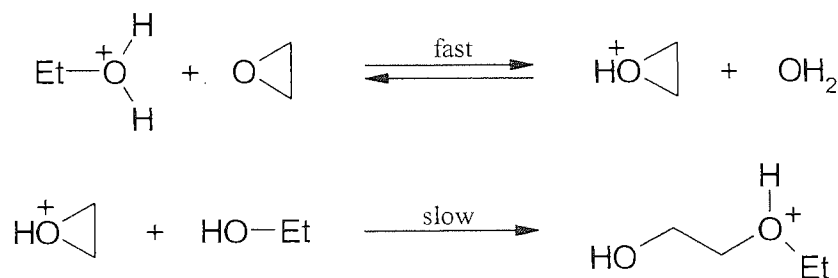 H
Et—O⁺ + O ⇌ fast HO⁺ + OH₂
H
H
HO⁺ + HO—Et slow → HO O⁺
Et